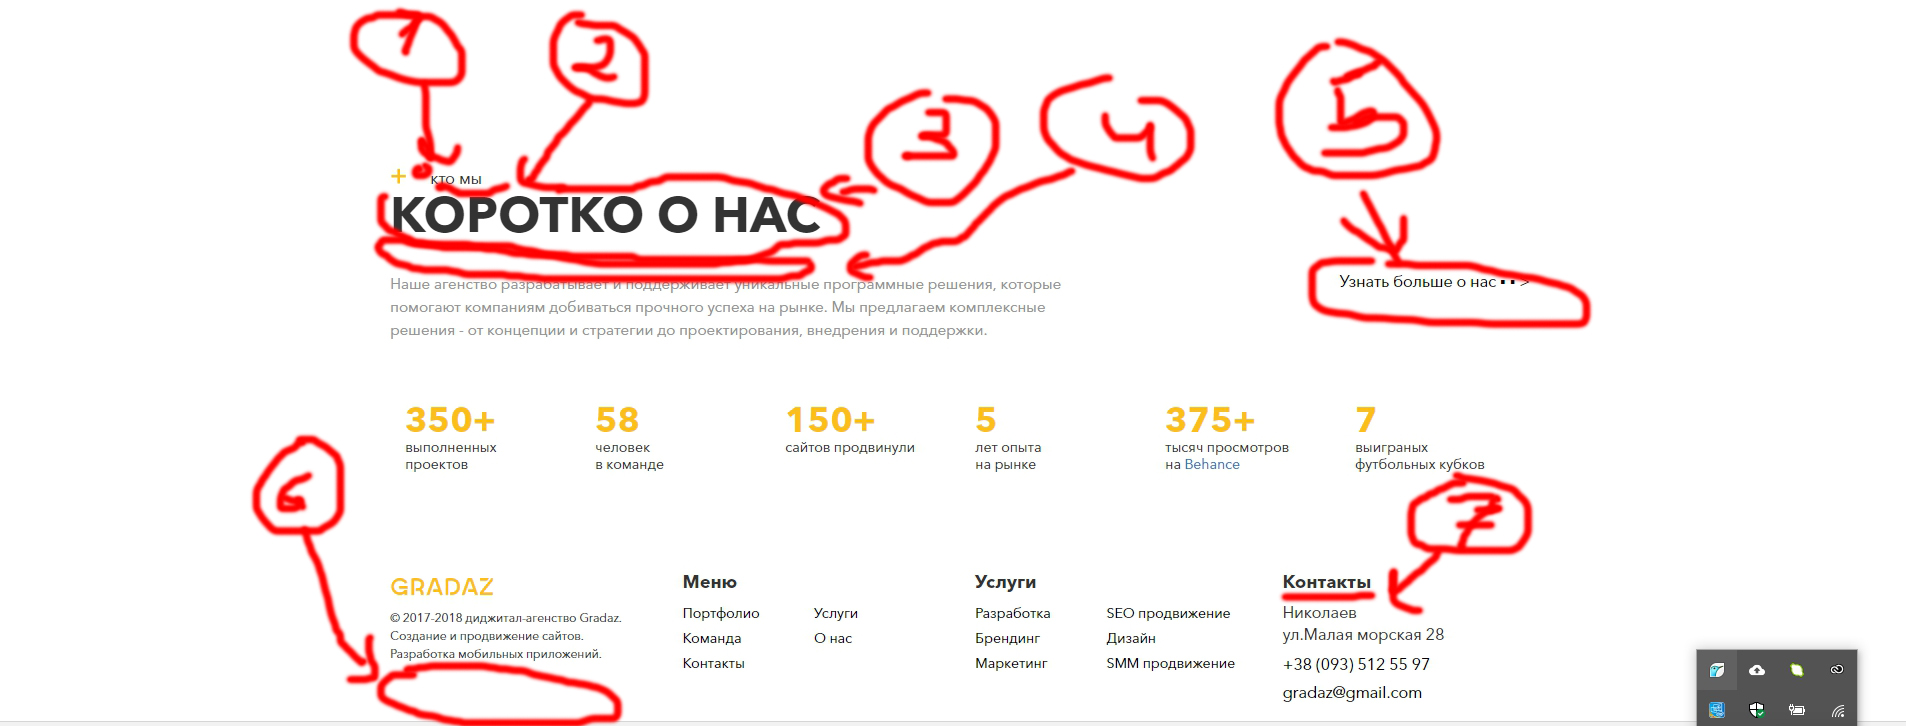 1
2
3
4
5
+ кто мы
КОРОТКО О НАС
Наше агенство разрабатывает и поддерживает уникальные программные решения, которые
помогают компаниям добиваться прочного успеха на рынке. Мы предлагаем комплексные
решения - от концепции и стратегии до проектирования, внедрения и поддержки.
Узнать больше о нас ▪ ▪ >
350+
выполненных
проектов
58
человек
в команде
150+
сайтов продвинули
5
лет опыта
на рынке
375+
тысяч просмотров
на Behance
7
выиграных
футбольных кубков
6
7
GRADAZ
© 2017-2018 диджитал-агенство Gradaz.
Создание и продвижение сайтов.
Разработка мобильных приложений.
Меню
Портфолио Услуги
Команда О нас
Контакты
Услуги
Разработка SEO продвижение
Брендинг Дизайн
Маркетинг SMM продвижение
Контакты
Николаев
ул.Малая морская 28
+38 (093) 512 55 97
gradaz@gmail.com